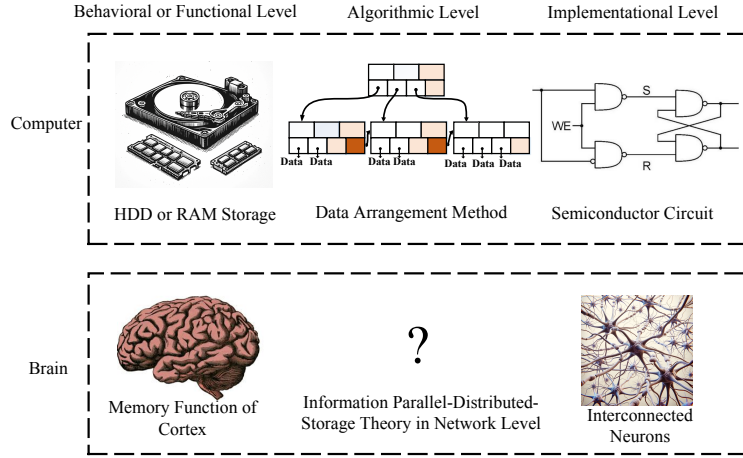 Behavioral or Functional Level
Algorithmic Level
Implementational Level
Computer
Data Data
Data Data
Data Data Data
S
WE
R
HDD or RAM Storage
Data Arrangement Method
Semiconductor Circuit
Brain
?
Memory Function of
Cortex
Information Parallel-Distributed-
Storage Theory in Network Level
Interconnected
Neurons